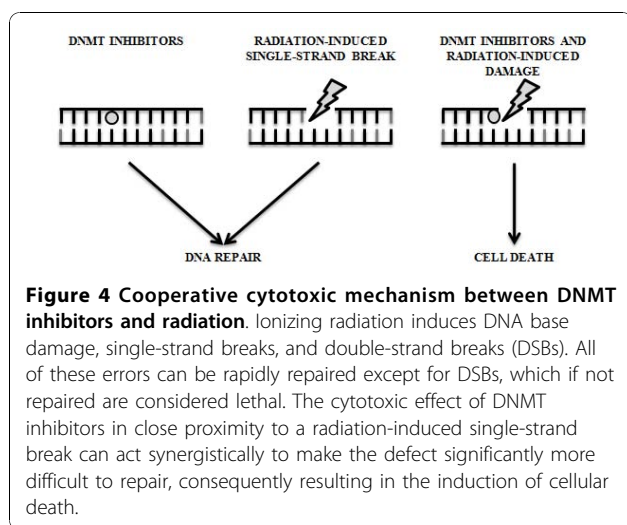 DNMT INHIBITORS
RADIATION-INDUCED
SINGLE-STRAND BREAK
DNMT INHIBITORS AND
RADIATION-INDUCED
DAMAGE
DNA REPAIR
CELL DEATH
Figure 4 Cooperative cytotoxic mechanism between DNMT
inhibitors and radiation. Ionizing radiation induces DNA base
damage, single-strand breaks, and double-strand breaks (DSBs). All
of these errors can be rapidly repaired except for DSBs, which if not
repaired are considered lethal. The cytotoxic effect of DNMT
inhibitors in close proximity to a radiation-induced single-strand
break can act synergistically to make the defect significantly more
difficult to repair, consequently resulting in the induction of cellular
death.